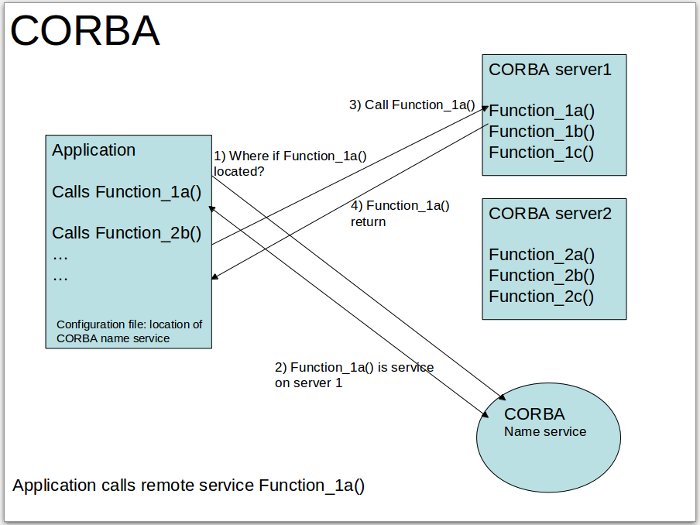 CORBA
CORBA server1
Function_1a()
Function_1b()
Function_1c()
3) Call Function_1a()
Application
Calls Function_1a()
Calls Function_2b()
...
...
Configuration file: location of
CORBA name service
1) Where if Function_1a()
located?
4) Function_1a()
return
CORBA server2
Function_2a()
Function_2b()
Function_2c()
2) Function_1a() is service
on server 1
CORBA
Name service
Application calls remote service Function_1a()